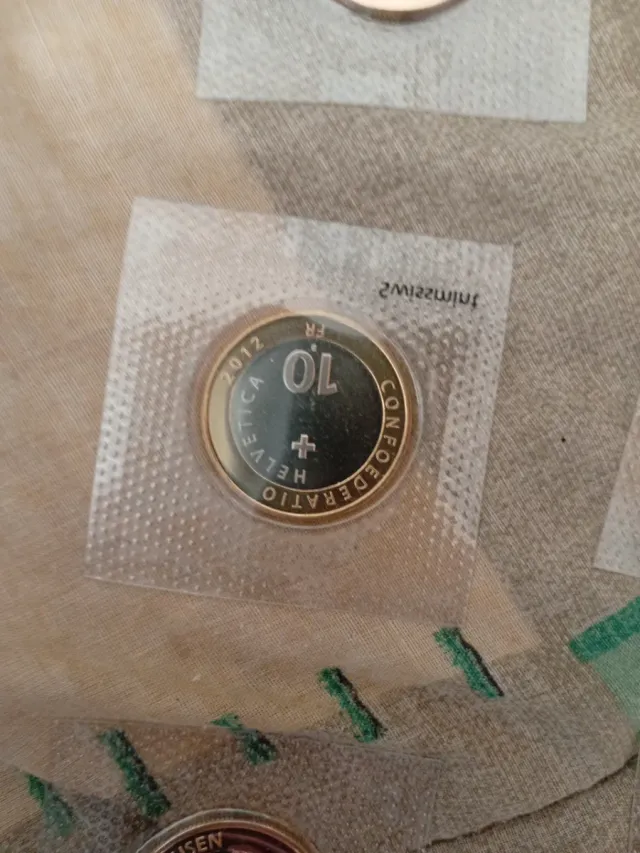 Swissmint
CONFOEDERATIO
HELVETICA
2012
10
FR